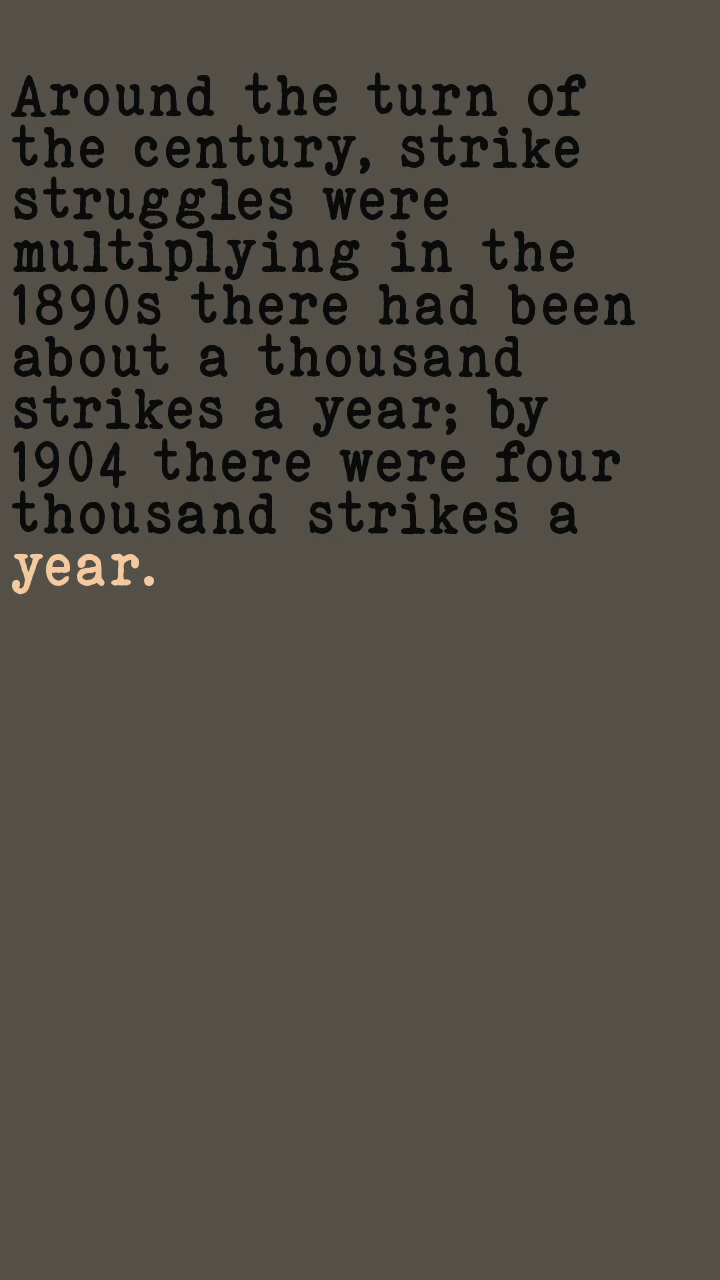 Around the turn of
the century, strike
struggles were
multiplying in the
1890s there had been
about a thousand
strikes a year; by
1904 there were four
thousand strikes a
year.